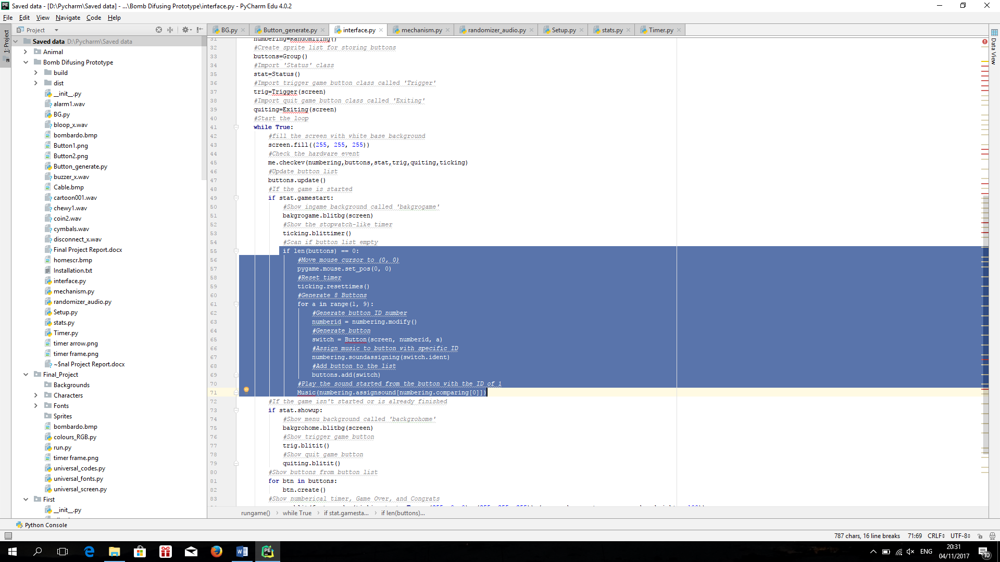 Saved data - [D:\Pycharm\Saved data] - ...\Bomb Difusing Prototype\interface.py - PyCharm Edu 4.0.2
File Edit View Navigate Code Help
Project
BG.py Button_generate.py interface.py mechanism.py randomizer_audio.py Setup.py stats.py Timer.py
1: Project
Data View
Saved data D:\Pycharm\Saved data
Animal
Bomb Difusing Prototype
build
dist
__init__.py
alarm1.wav
BG.py
bloop_x.wav
bombardo.bmp
Button1.png
Button2.png
Button_generate.py
buzzer_x.wav
Cable.bmp
cartoon001.wav
chewy1.wav
coin2.wav
cymbals.wav
disconnect_x.wav
Final Project Report.docx
homescr.bmp
Installation.txt
interface.py
mechanism.py
randomizer_audio.py
Setup.py
stats.py
Timer.py
timer arrow.png
timer frame.png
~$nal Project Report.docx
Final_Project
Backgrounds
Characters
Fonts
Sprites
bombardo.bmp
colours_RGB.py
run.py
timer frame.png
universal_codes.py
universal_fonts.py
universal_screen.py
First
__init__.py
31 numbering=Randomizing()
32 #Create sprite list for storing buttons
33 buttons=Group()
34 #Import 'Status' class
35 stat=Status()
36 #Import trigger game button class called 'Trigger'
37 trig=Trigger(screen)
38 #Import quit game button class called 'Exiting'
39 quiting=Exiting(screen)
40 #Start the loop
41 while True:
42 #fill the screen with white base background
43 screen.fill((255, 255, 255))
44 #Check the hardware event
45 me.checkev(numbering,buttons,stat,trig,quiting,ticking)
46 #Update button list
47 buttons.update()
48 #If the game is started
49 if stat.gamestart:
50 #Show ingame background called 'bakgrogame'
51 bakgrogame.blitbg(screen)
52 #Show the stopwatch-like timer
53 ticking.blittimer()
54 #Scan if button list empty
55 if len(buttons) == 0:
56 #Move mouse cursor to (0, 0)
57 pygame.mouse.set_pos(0, 0)
58 #Reset timer
59 ticking.resettimes()
60 #Generate 8 Buttons
61 for a in range(1, 9):
62 #Generate button ID number
63 numberid = numbering.modify()
64 #Generate button
65 switch = Button(screen, numberid, a)
66 #Assign music to button with specific ID
67 numbering.soundassigning(switch.ident)
68 #Add button to the list
69 buttons.add(switch)
70 #Play the sound started from the button with the ID of 1
71 Music(numbering.assignsound[numbering.comparing[0]])
72 #If the game isn't started or is already finished
73 if stat.showup:
74 #Show menu background called 'backgrohome'
75 bakgrohome.blitbg(screen)
76 #Show trigger game button
77 trig.blitit()
78 #Show quit game button
79 quiting.blitit()
80 #Show buttons from button list
81 for btn in buttons:
82 btn.create()
83 #Show numberical timer, Game Over, and Congrats
rungame() while True if stat.gamesta... if len(buttons)...
Python Console
787 chars, 16 line breaks 71:69 CRLF UTF-8
ENG
20:31
04/11/2017
10